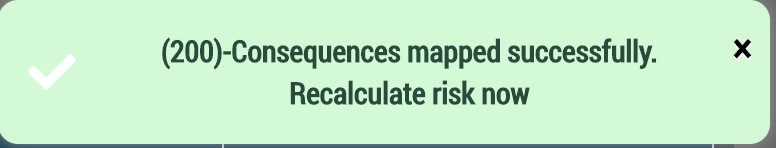 (200)-Consequences mapped successfully.
Recalculate risk now